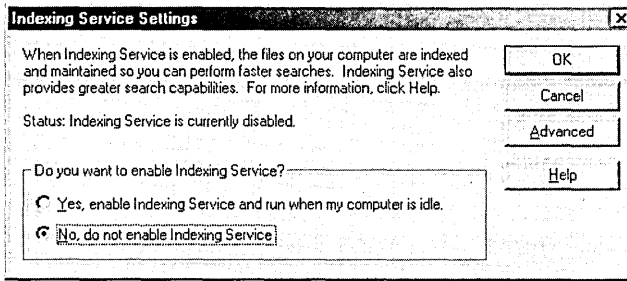 Indexing Service Settings
When Indexing Service is enabled, the files on your computer are indexed
and maintained so you can perform faster searches. Indexing Service also
provides greater search capabilities. For more information, click Help.
Status: Indexing Service is currently disabled.
Do you want to enable Indexing Service?
Yes, enable Indexing Service and run when my computer is idle.
No, do not enable Indexing Service
OK
Cancel
Advanced
Help